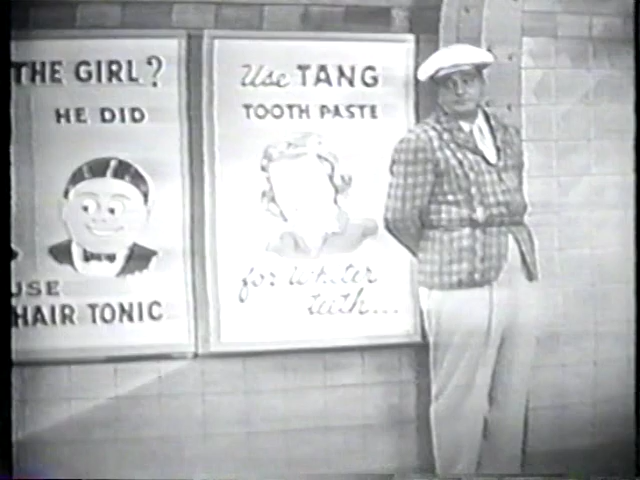 THE GIRL?
HE DID
USE
HAIR TONIC
Use TANG
TOOTH PASTE
for whiter
teeth...